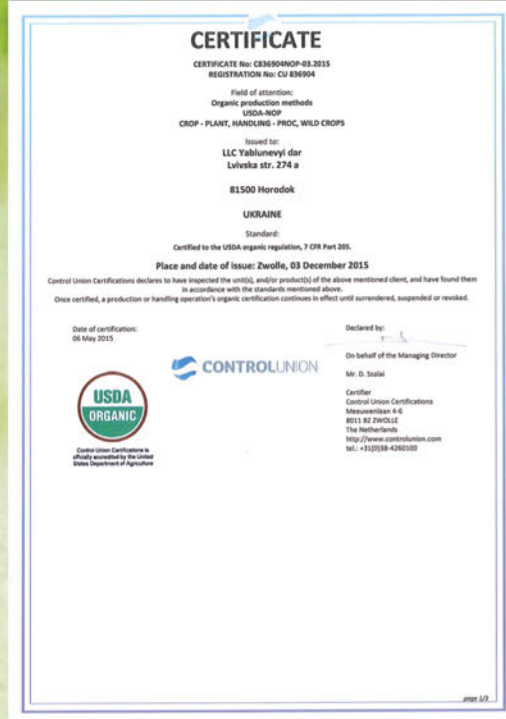 CERTIFICATE
CERTIFICATE No: C836904NOP-03.2015
REGISTRATION No: CU 836904
Field of attention:
Organic production methods
USDA-NOP
CROP - PLANT, HANDLING - PROC, WILD CROPS
Issued to:
LLC Yablunevyi dar
Lvivska str. 274 a
81500 Horodok
UKRAINE
Standard:
Certified to the USDA organic regulation, 7 CFR Part 205.
Place and date of issue: Zwolle, 03 December 2015
Control Union Certifications declares to have inspected the unit(s), and/or product(s) of the above mentioned client, and have found them
in accordance with the standards mentioned above.
Once certified, a production or handling operation's organic certification continues in effect until surrendered, suspended or revoked.
Date of certification:
06 May 2015
USDA
ORGANIC
Control Union Certifications is
officially accredited by the United
States Department of Agriculture
CONTROLUNION
Declared by:
On behalf of the Managing Director
Mr. D. Szalai
Certifier
Control Union Certifications
Meeuwenlaan 4-6
8011 BZ ZWOLLE
The Netherlands
http://www.controlunion.com
tel.: +31(0)38-4260100
page 1/3